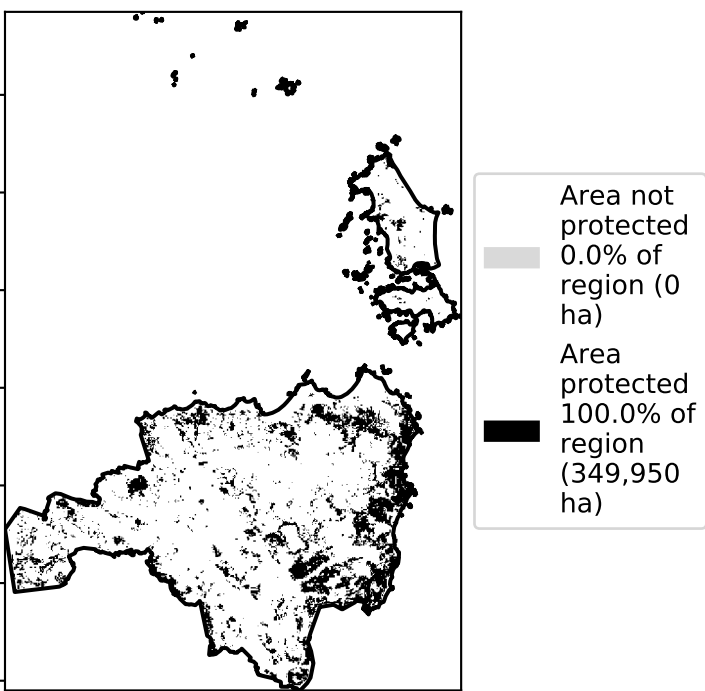 Area not
protected
0.0% of
region (0
ha)
Area
protected
100.0% of
region
(349,950
ha)